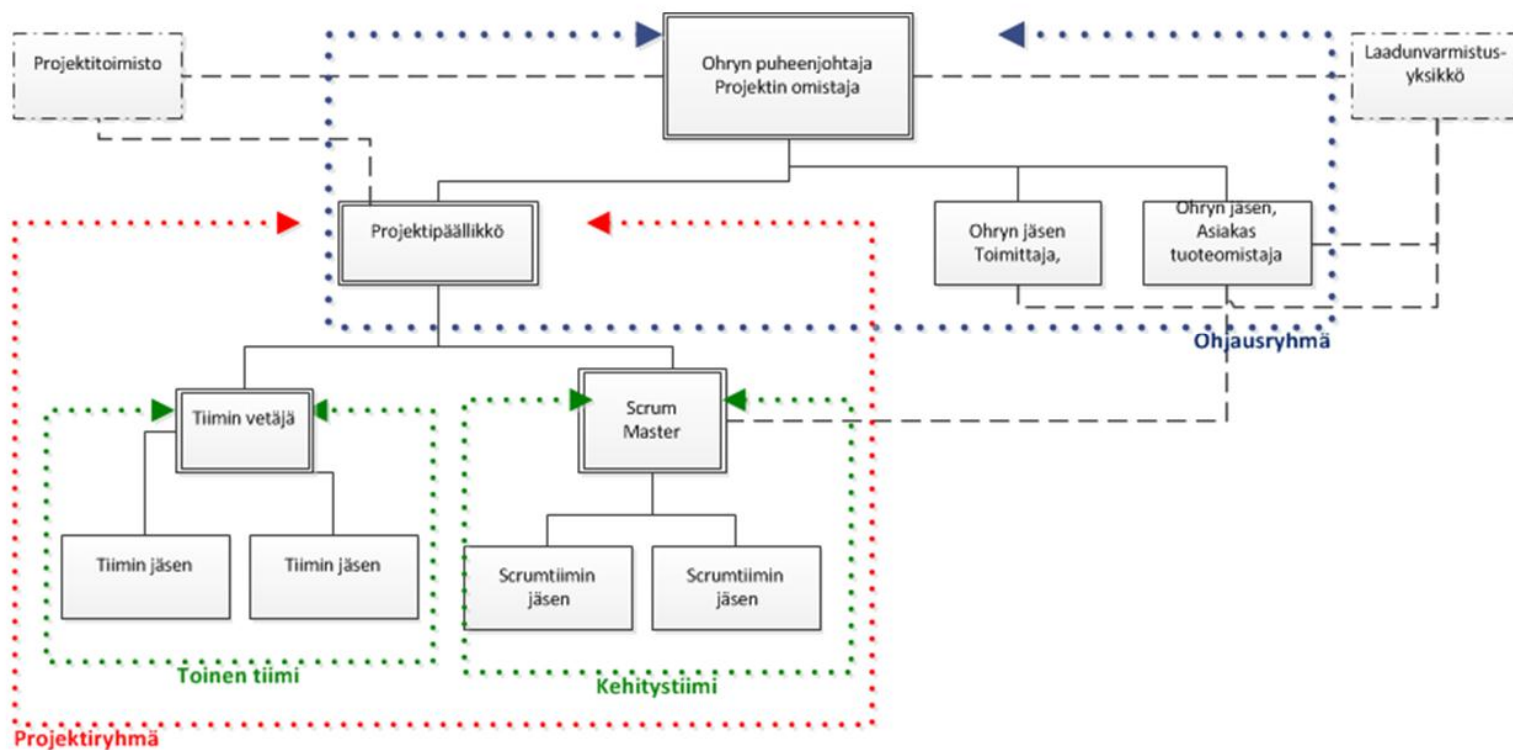 Projektitoimisto
Ohryn puheenjohtaja
Projektin omistaja
Laadunvarmistus-
yksikkö
Projektipäällikkö
Ohryn jäsen
Toimittaja,
Ohryn jäsen,
Asiakas
tuoteomistaja
Ohjausryhmä
Tiimin vetäjä
Scrum
Master
Tiimin jäsen
Tiimin jäsen
Scrumtiimin
jäsen
Scrumtiimin
jäsen
Toinen tiimi
Kehitystiimi
Projektiryhmä